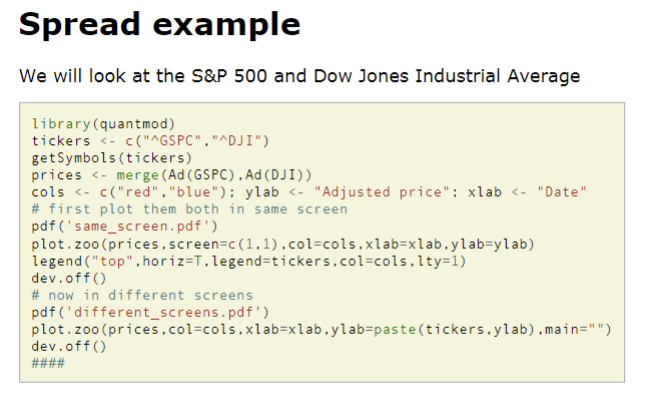 Spread example
We will look at the S&P 500 and Dow Jones Industrial Average
library(quantmod)
tickers <- c("^GSPC","^DJI")
getSymbols(tickers)
prices <- merge(Ad(GSPC),Ad(DJI))
cols <- c("red","blue"); ylab <- "Adjusted price"; xlab <- "Date"
# first plot them both in same screen
pdf('same_screen.pdf')
plot.zoo(prices,screen=c(1,1),col=cols,xlab=xlab,ylab=ylab)
legend("top",horiz=T,legend=tickers,col=cols,lty=1)
dev.off()
# now in different screens
pdf('different_screens.pdf')
plot.zoo(prices,col=cols,xlab=xlab,ylab=paste(tickers,ylab),main="")
dev.off()
####